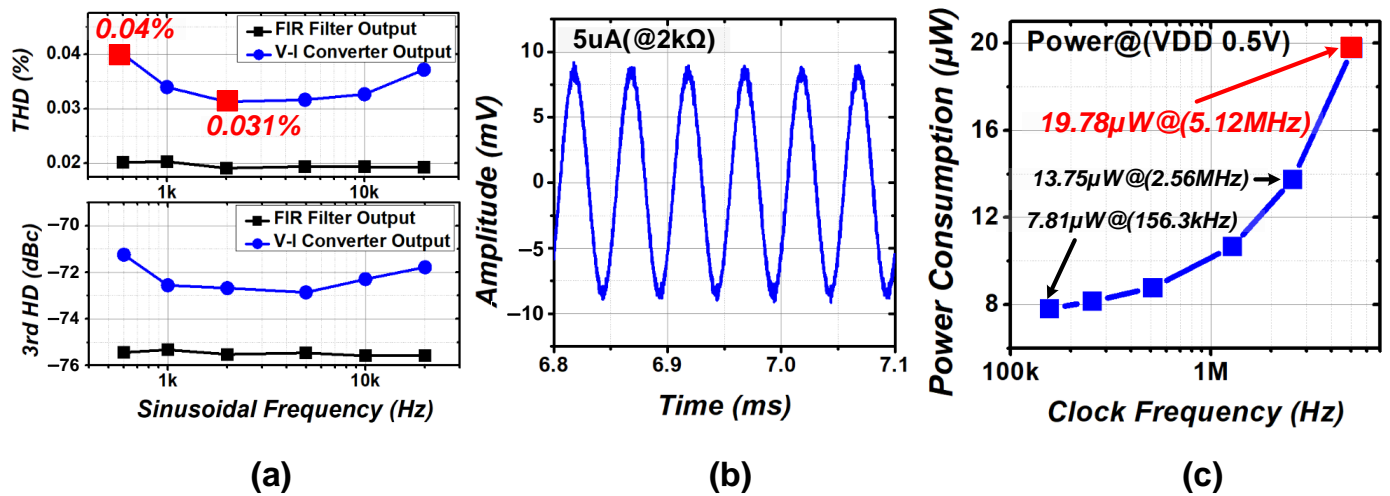 0.04%
FIR Filter Output
V-I Converter Output
0.04
0.03
0.02
THD (%)
0.031%
1k
10k
FIR Filter Output
V-I Converter Output
−70
−72
−74
−76
3rd HD (dBc)
1k
10k
Sinusoidal Frequency (Hz)
(a)
5uA(@2kΩ)
10
5
0
−5
−10
Amplitude (mV)
6.8
6.9
7.0
7.1
Time (ms)
(b)
Power@(VDD 0.5V)
19.78µW@(5.12MHz)
13.75µW@(2.56MHz)
7.81µW@(156.3kHz)
20
16
12
8
Power Consumption (µW)
100k
1M
Clock Frequency (Hz)
(c)